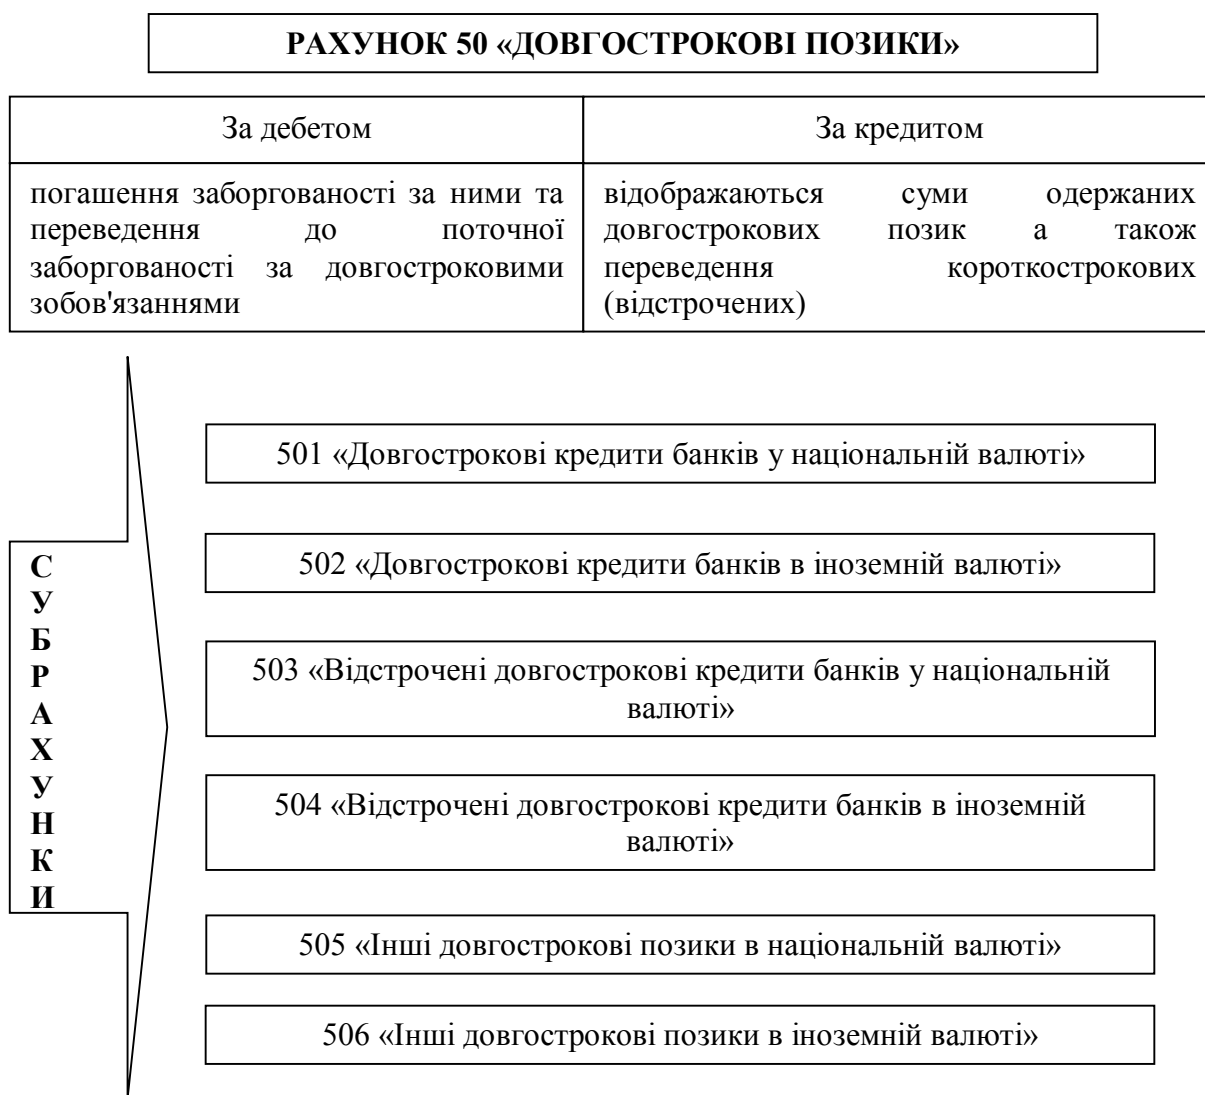 РАХУНОК 50 «ДОВГОСТРОКОВІ ПОЗИКИ»
За дебетом
За кредитом
погашення заборгованості за ними та
переведення до поточної
заборгованості за довгостроковими
зобов'язаннями
відображаються суми одержаних
довгострокових позик а також
переведення короткострокових
(відстрочених)
СУБРАХУНКИ
501 «Довгострокові кредити банків у національній валюті»
502 «Довгострокові кредити банків в іноземній валюті»
503 «Відстрочені довгострокові кредити банків у національній
валюті»
504 «Відстрочені довгострокові кредити банків в іноземній
валюті»
505 «Інші довгострокові позики в національній валюті»
506 «Інші довгострокові позики в іноземній валюті»